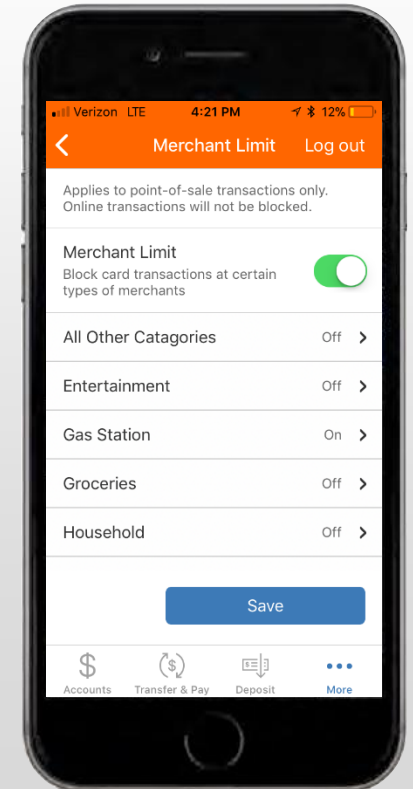 Verizon LTE 4:21 PM 12%
Merchant Limit Log out
Applies to point-of-sale transactions only.
Online transactions will not be blocked.
Merchant Limit
Block card transactions at certain
types of merchants
All Other Catagories Off
Entertainment Off
Gas Station On
Groceries Off
Household Off
Save
Accounts Transfer & Pay Deposit More